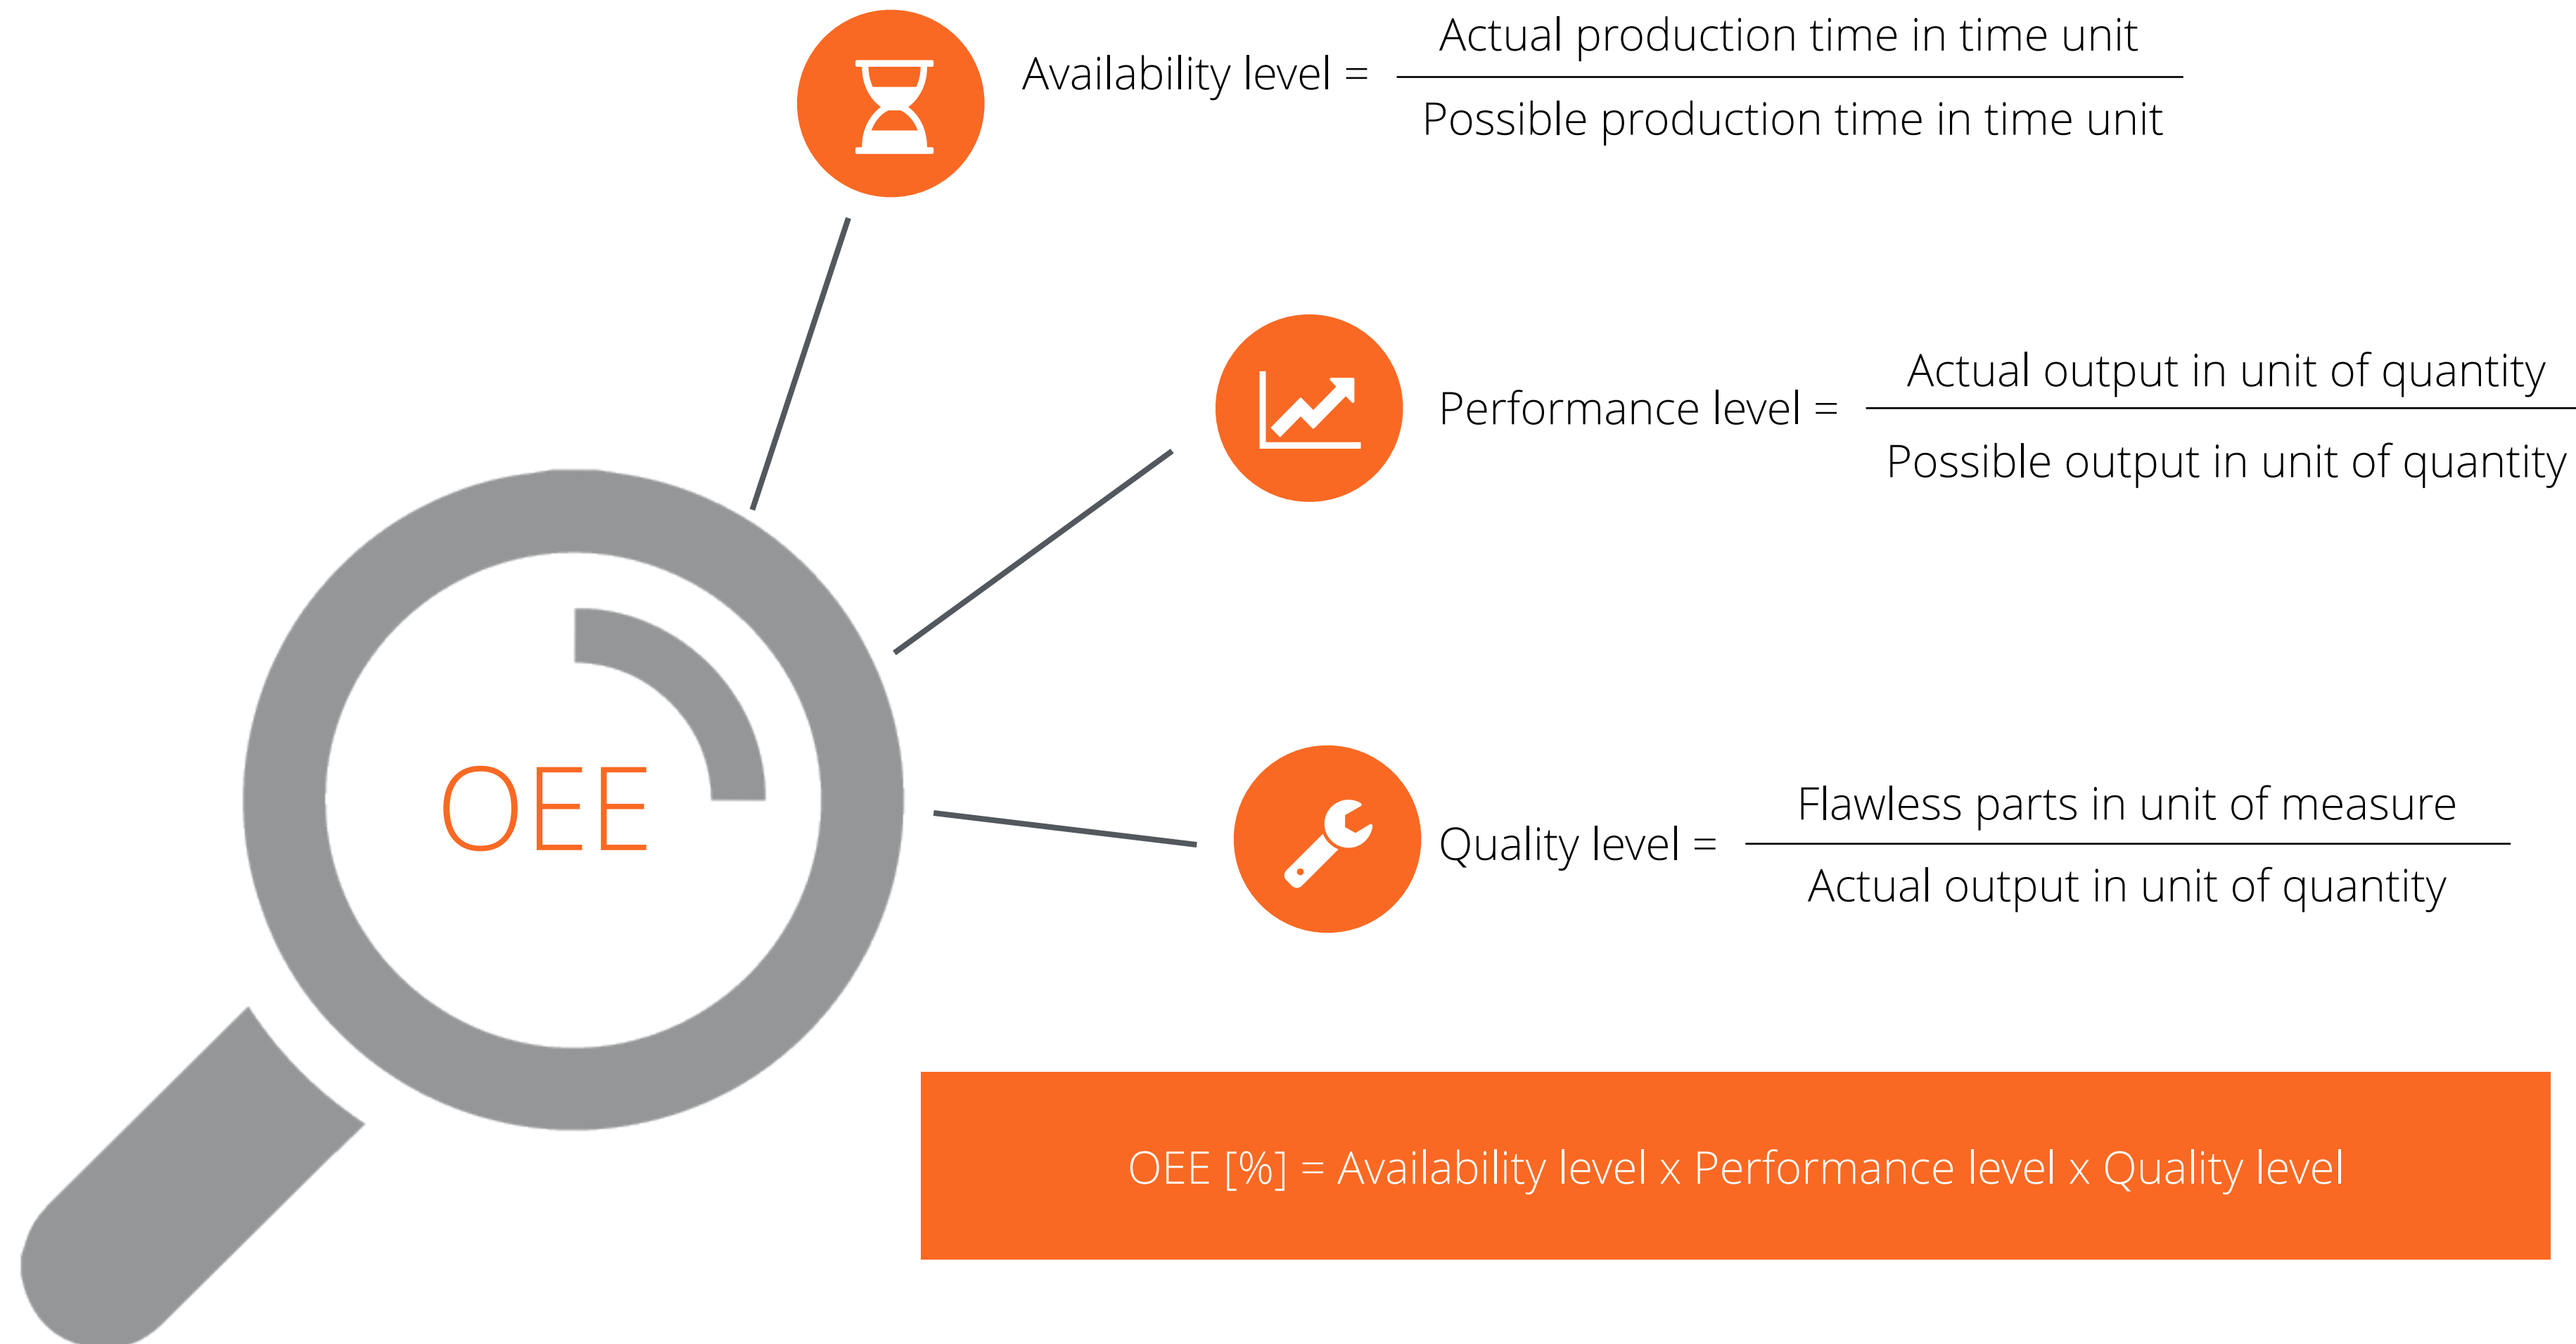 Actual production time in time unit
Availability level =
Possible production time in time unit
Actual output in unit of quantity
Performance level =
Possible output in unit of quantity
OEE
Flawless parts in unit of measure
Quality level =
Actual output in unit of quantity
OEE [%] = Availability level x Performance level x Quality level